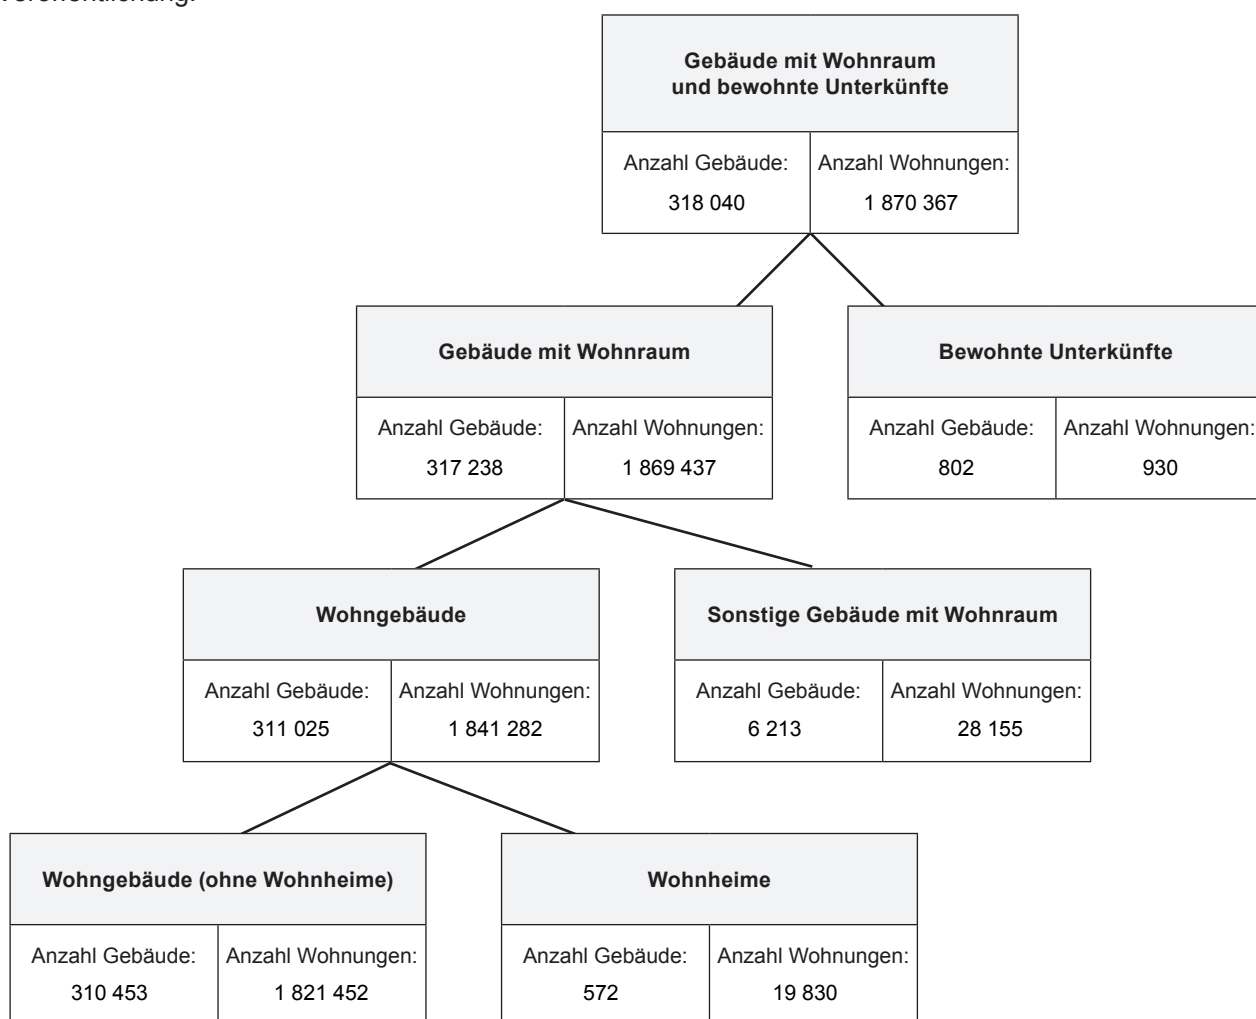 Veröffentlichung.
Gebäude mit Wohnraum
und bewohnte Unterkünfte
Anzahl Gebäude: Anzahl Wohnungen:
318 040 1 870 367
Gebäude mit Wohnraum Bewohnte Unterkünfte
Anzahl Gebäude: Anzahl Wohnungen: Anzahl Gebäude: Anzahl Wohnungen:
317 238 1 869 437 802 930
Wohngebäude Sonstige Gebäude mit Wohnraum
Anzahl Gebäude: Anzahl Wohnungen: Anzahl Gebäude: Anzahl Wohnungen:
311 025 1 841 282 6 213 28 155
Wohngebäude (ohne Wohnheime) Wohnheime
Anzahl Gebäude: Anzahl Wohnungen: Anzahl Gebäude: Anzahl Wohnungen:
310 453 1 821 452 572 19 830